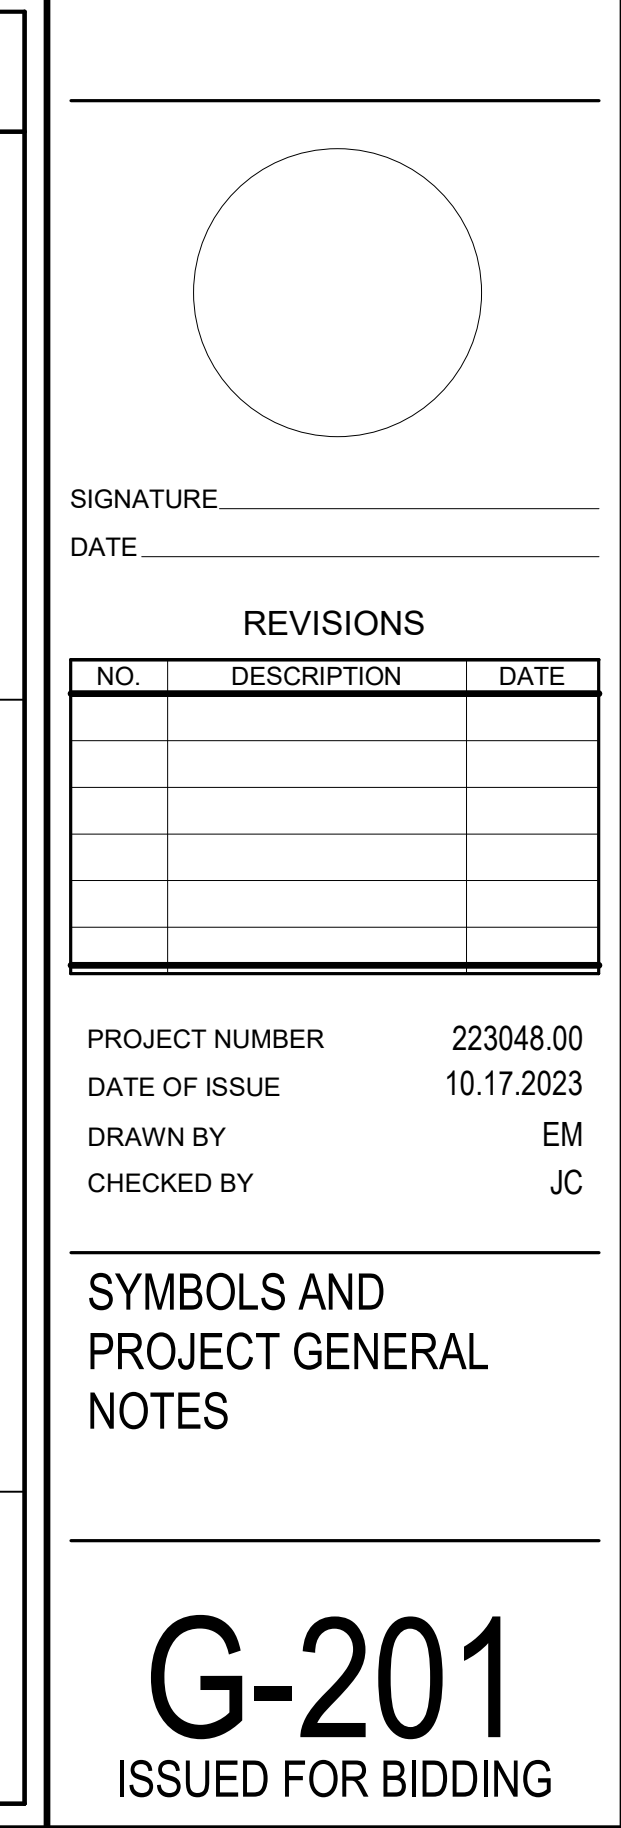 SIGNATURE
DATE
REVISIONS
NO. DESCRIPTION DATE
PROJECT NUMBER 223048.00
DATE OF ISSUE 10.17.2023
DRAWN BY EM
CHECKED BY JC
SYMBOLS AND
PROJECT GENERAL
NOTES
G-201
ISSUED FOR BIDDING